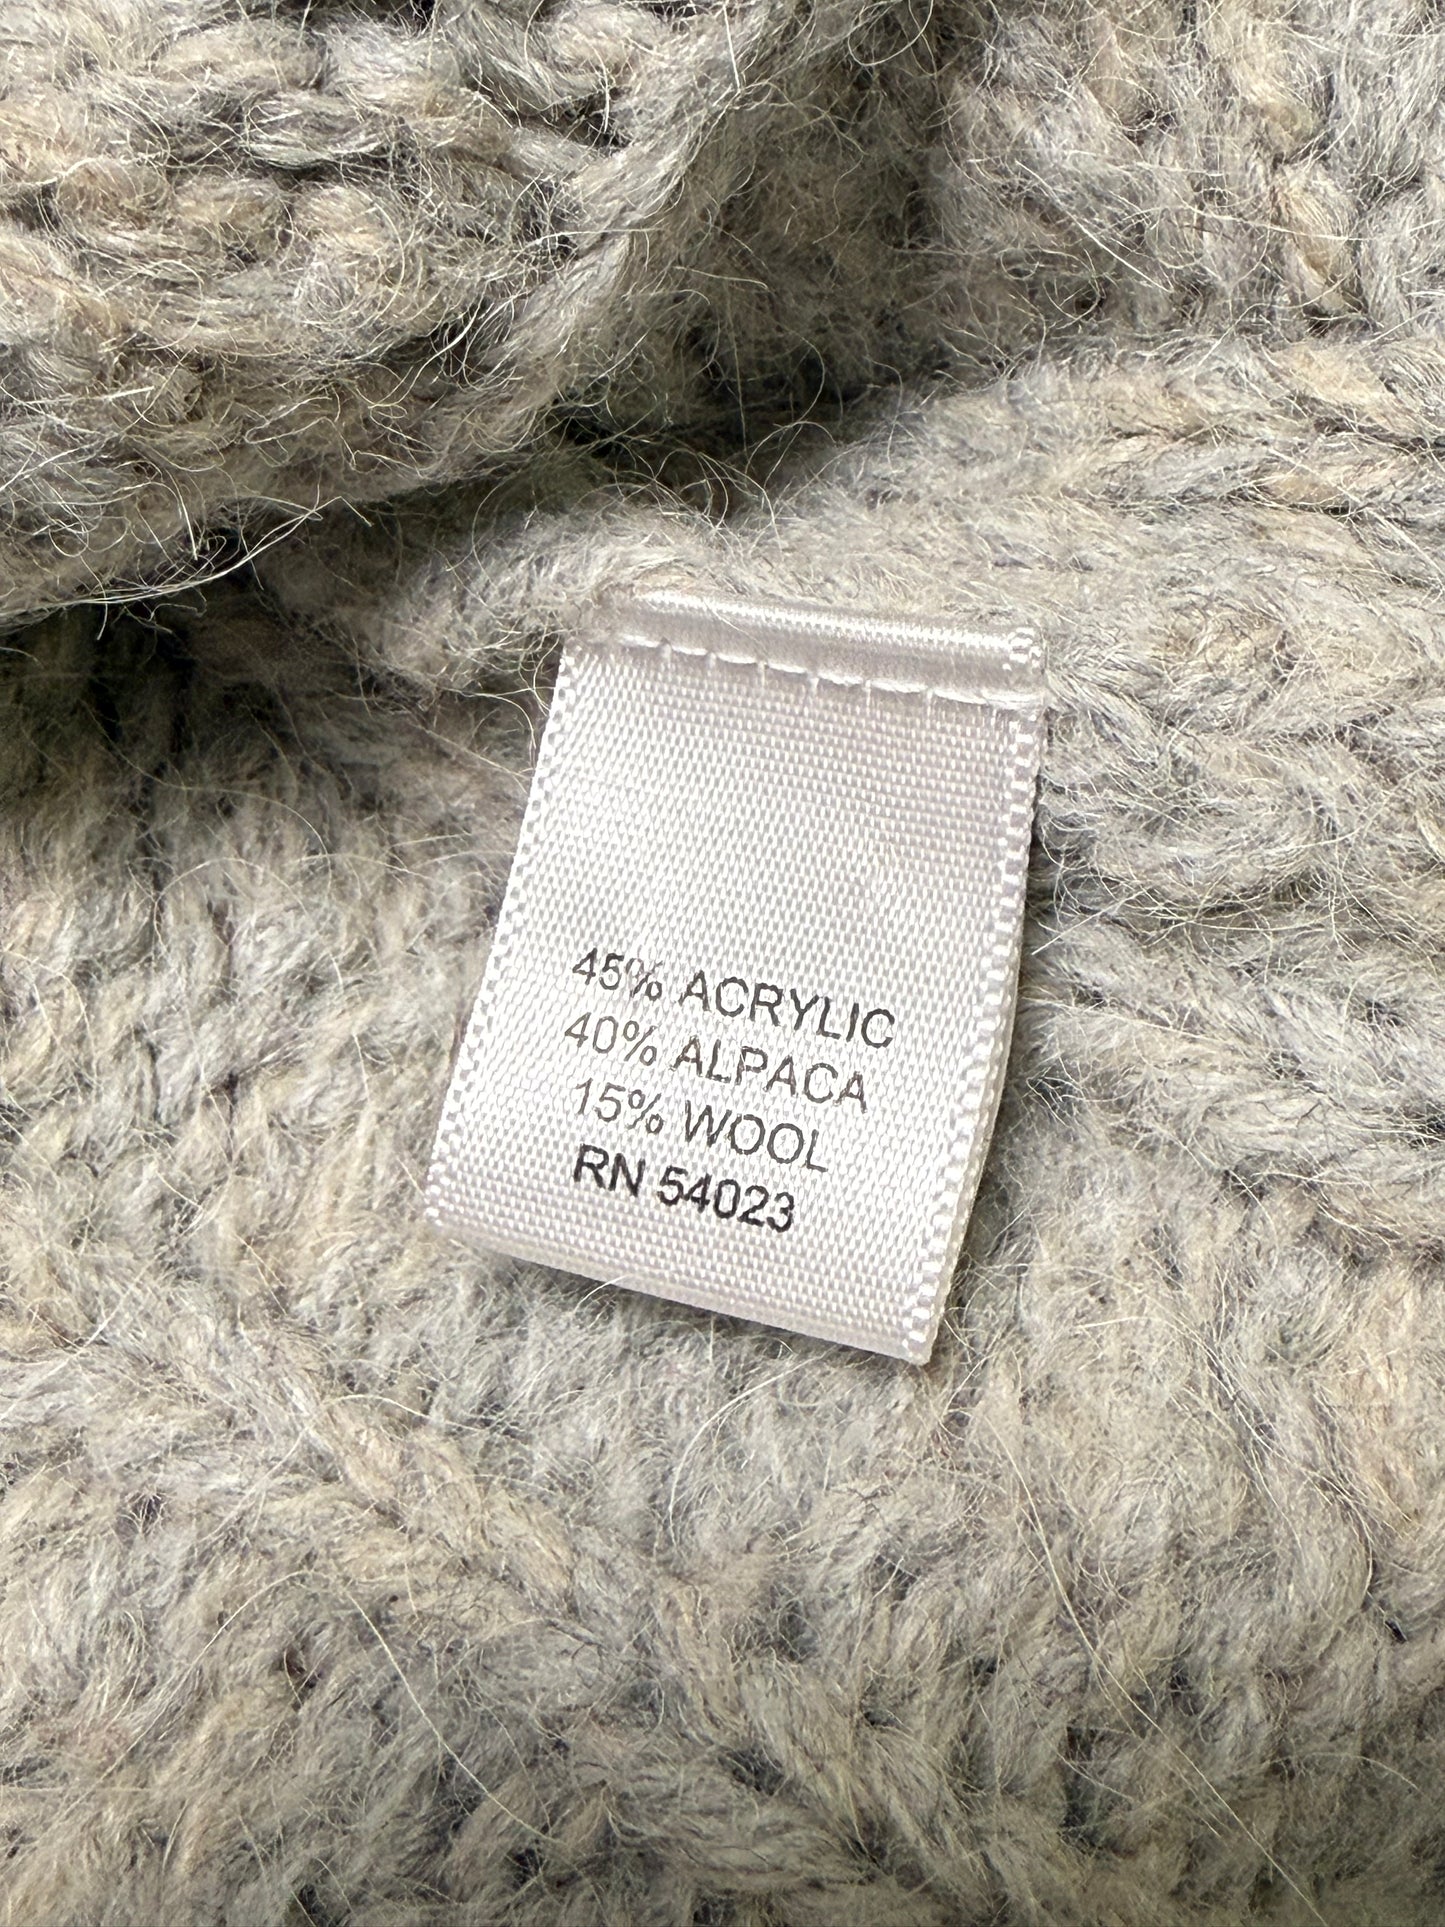 45% ACRYLIC
40% ALPACA
15% WOOL
RN 54023